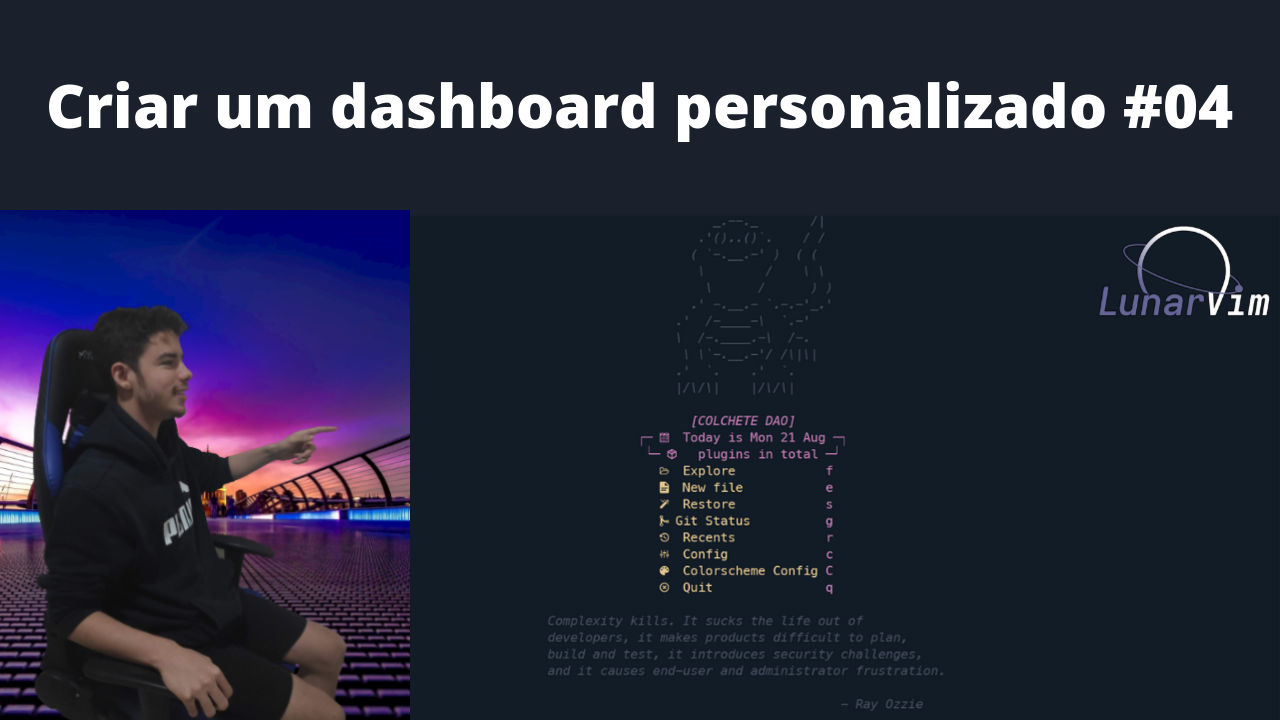 Criar um dashboard personalizado #04
LunarVim
[COLCHETE DAO]
Today is Mon 21 Aug
plugins in total
Explore f
New file e
Restore s
Git Status g
Recents r
Config c
Colorscheme Config C
Quit q
Complexity kills. It sucks the life out of
developers, it makes products difficult to plan,
build and test, it introduces security challenges,
and it causes end-user and administrator frustration.
- Ray Ozzie